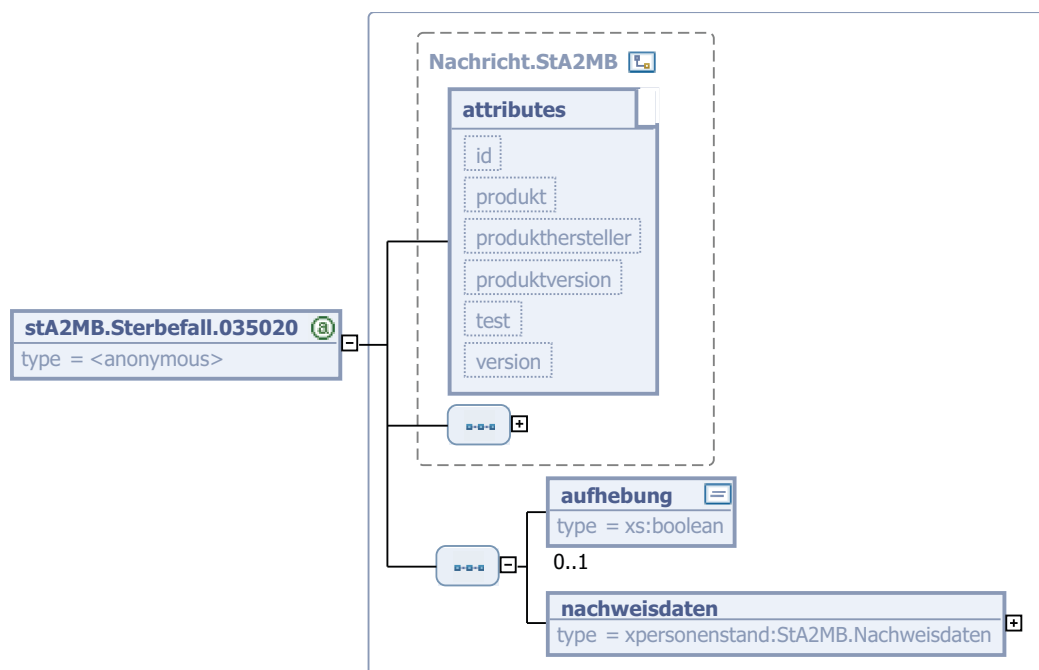 Nachricht.StA2MB
attributes
id
produkt
produkthersteller
produktversion
test
version
stA2MB.Sterbefall.035020 @
type = <anonymous>
aufhebung
type = xs:boolean
0..1
nachweisdaten
type = xpersonenstand:StA2MB.Nachweisdaten